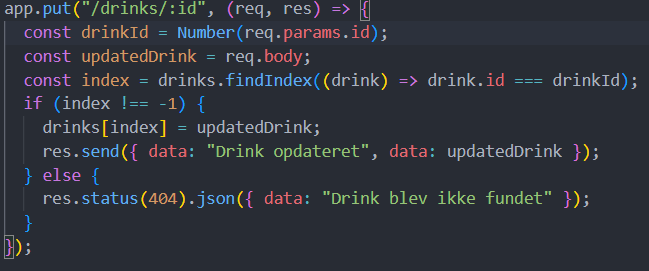 app.put("/drinks/:id", (req, res) => {
  const drinkId = Number(req.params.id);
  const updatedDrink = req.body;
  const index = drinks.findIndex((drink) => drink.id === drinkId);
  if (index !== -1) {
    drinks[index] = updatedDrink;
    res.send({ data: "Drink opdateret", data: updatedDrink });
  } else {
    res.status(404).json({ data: "Drink blev ikke fundet" });
  }
});